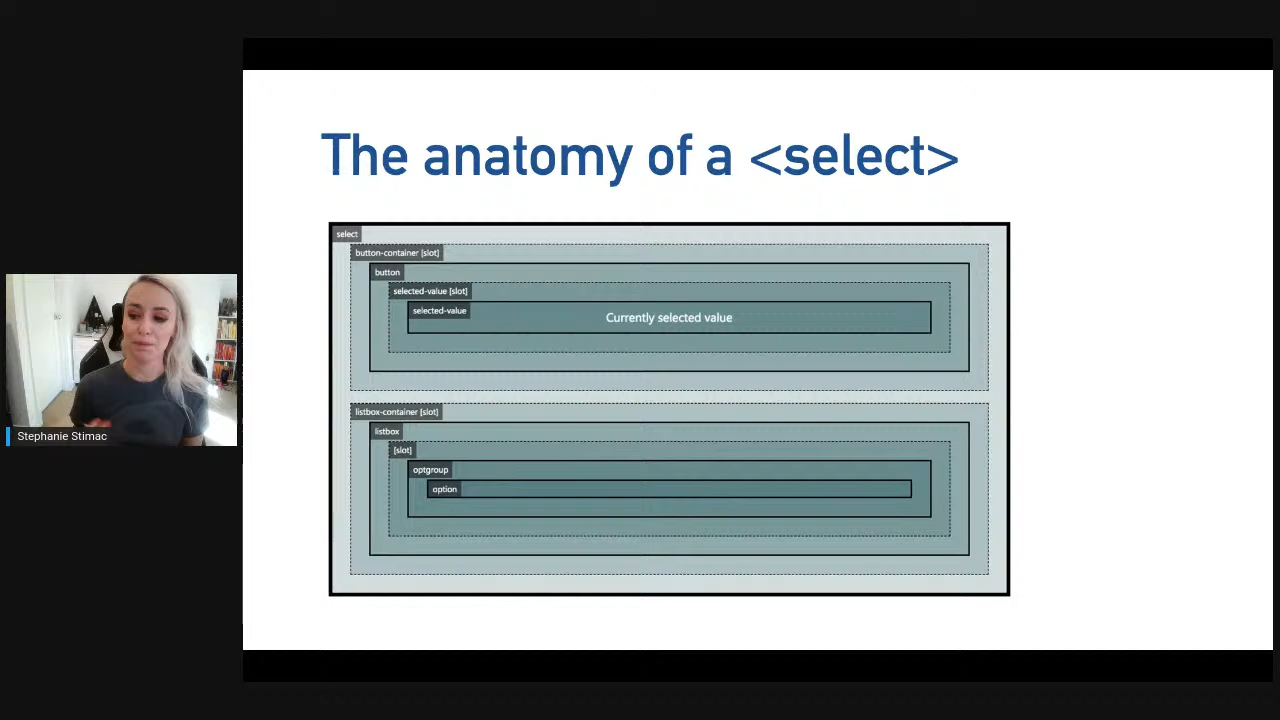 The anatomy of a <select>
select
button-container [slot]
button
selected-value [slot]
selected-value
Currently selected value
listbox-container [slot]
listbox
[slot]
optgroup
option
Stephanie Stimac